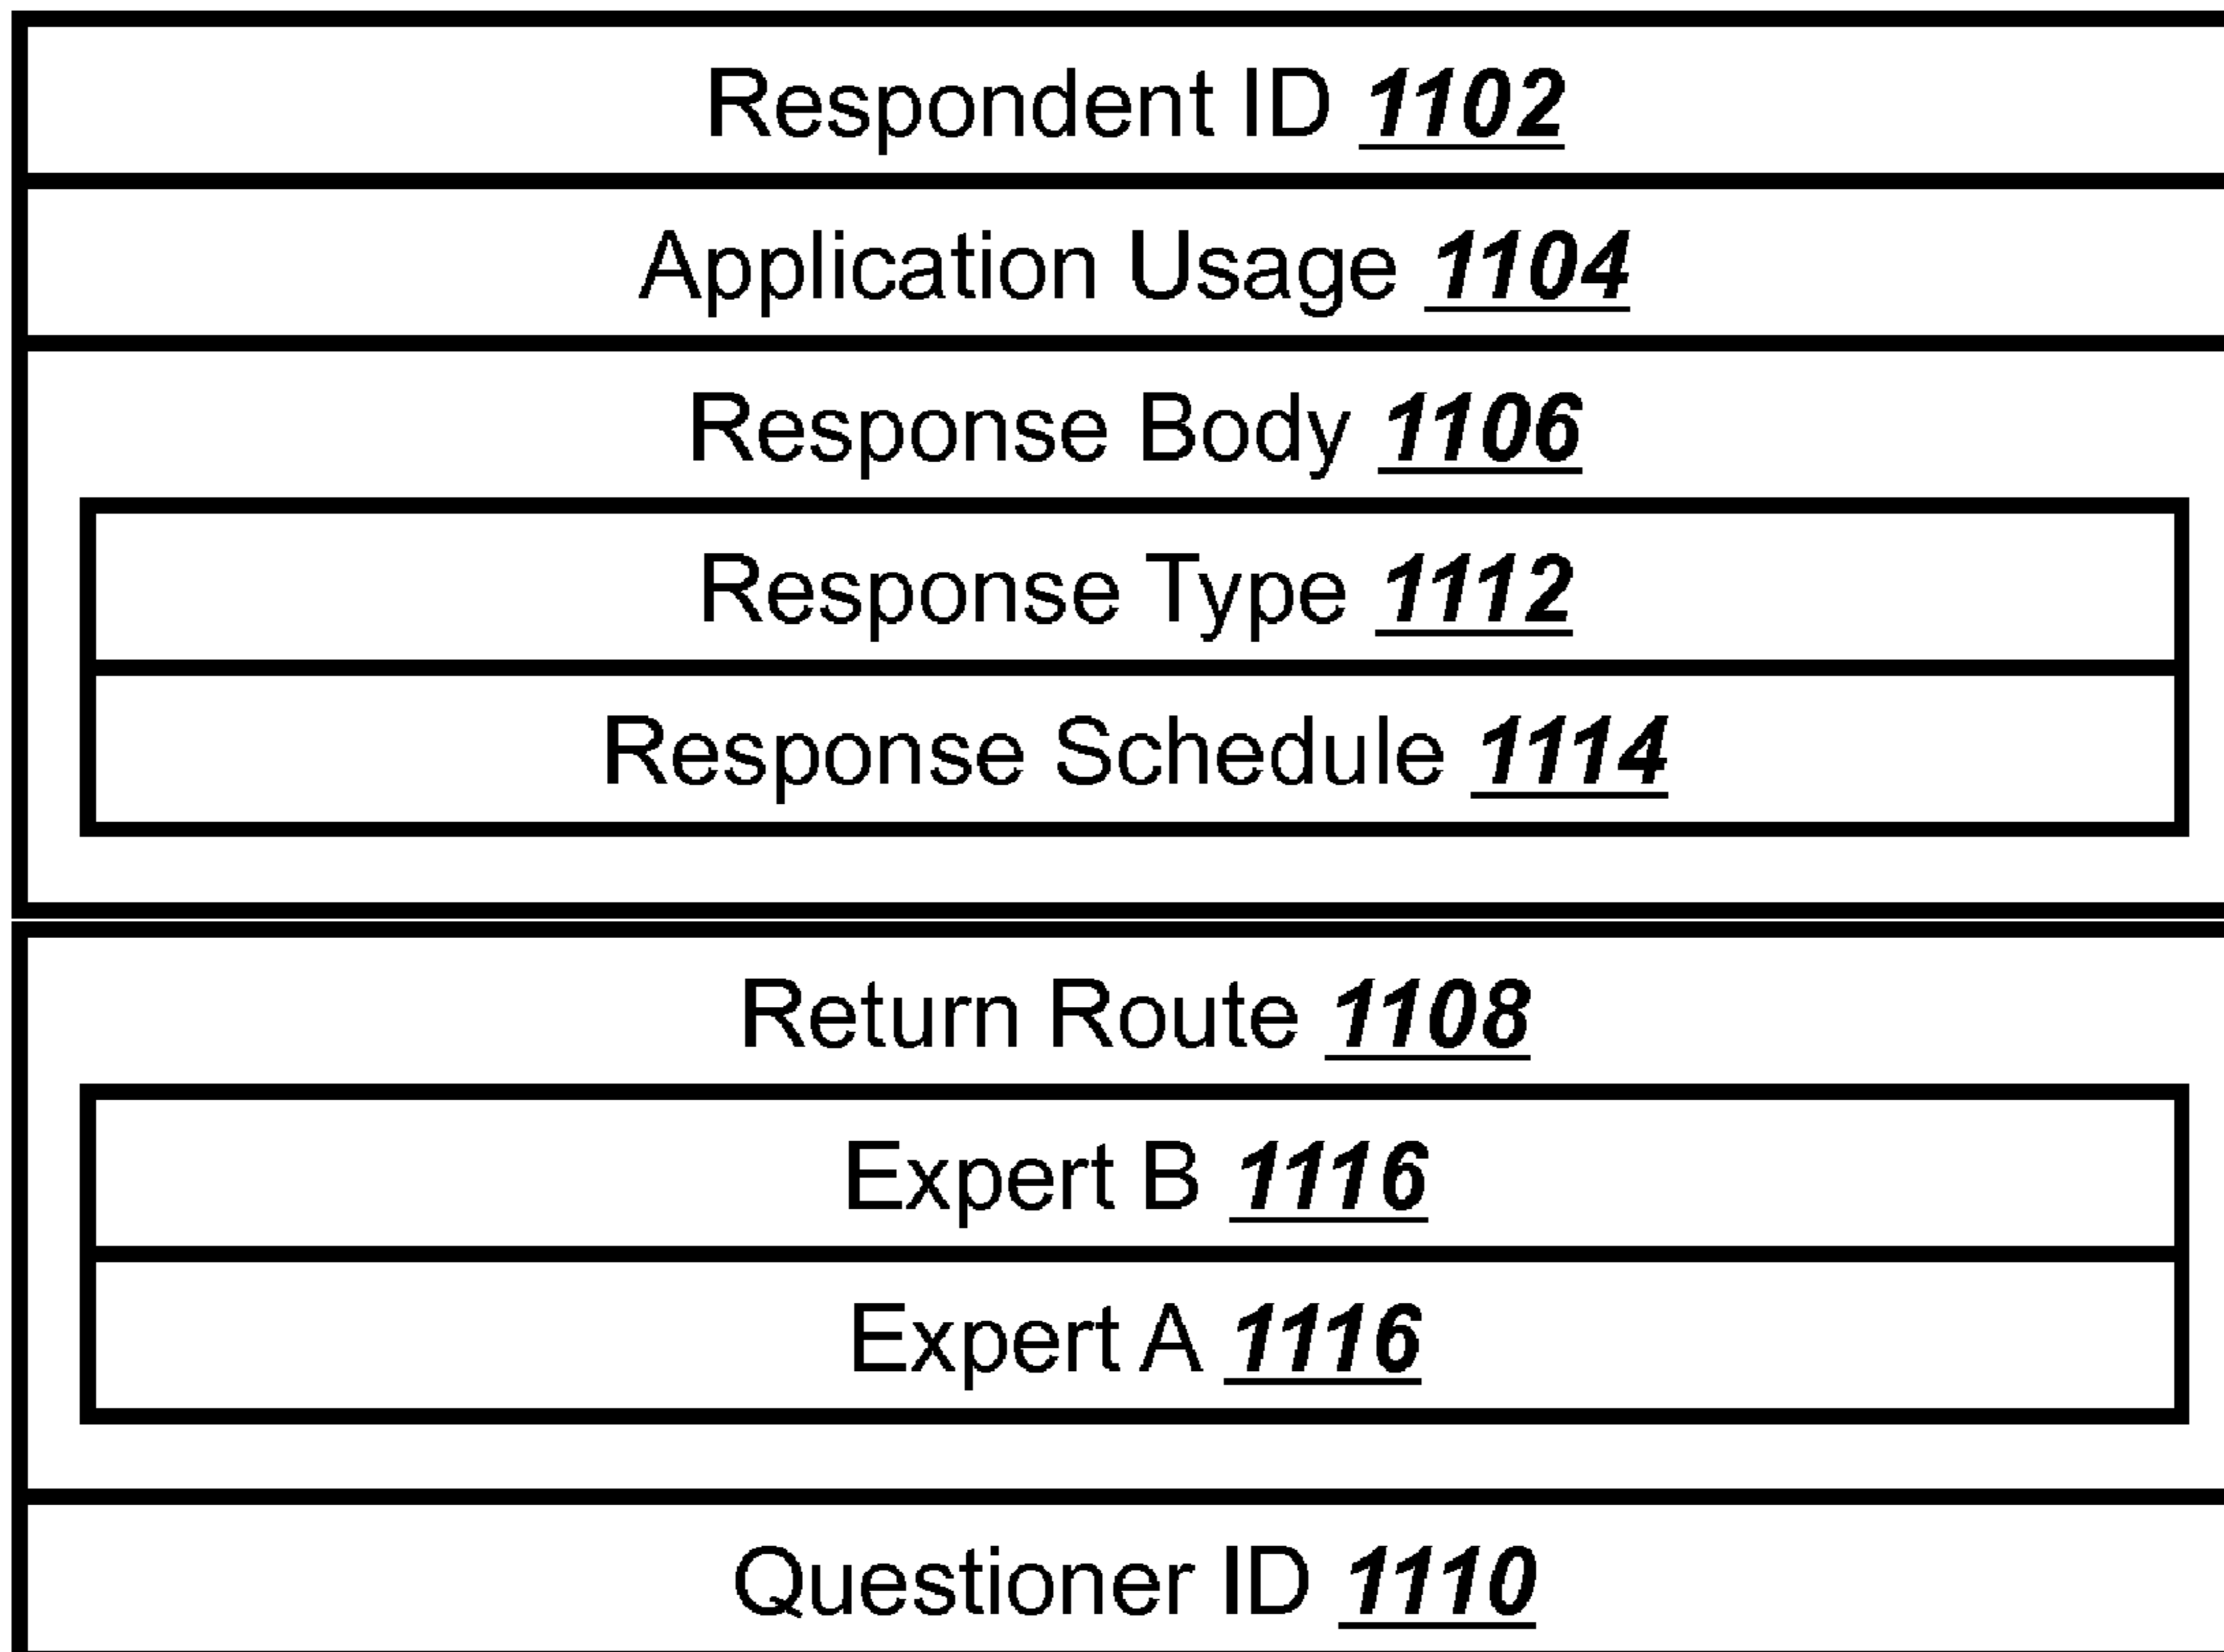 Respondent ID 1102
Application Usage 1104
Response Body 1106
Response Type 1112
Response Schedule 1114
Return Route 1108
Expert B 1116
Expert A 1116
Questioner ID 1110